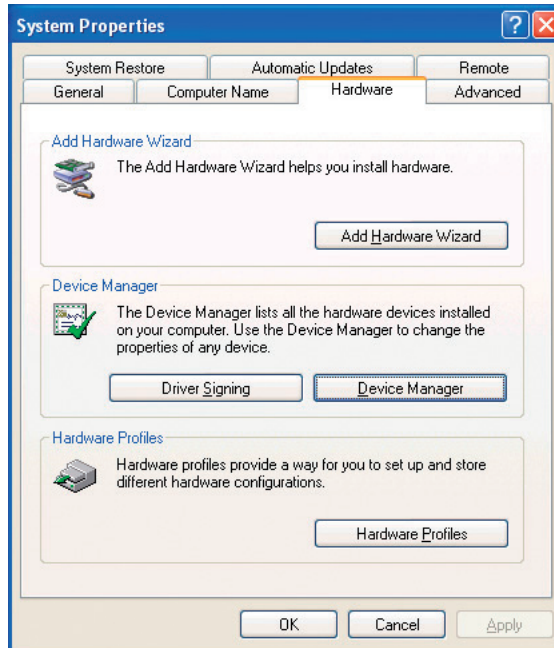 System Properties
System Restore Automatic Updates Remote
General Computer Name Hardware Advanced
Add Hardware Wizard
The Add Hardware Wizard helps you install hardware.
Add Hardware Wizard
Device Manager
The Device Manager lists all the hardware devices installed
on your computer. Use the Device Manager to change the
properties of any device.
Driver Signing Device Manager
Hardware Profiles
Hardware profiles provide a way for you to set up and store
different hardware configurations.
Hardware Profiles
OK Cancel Apply